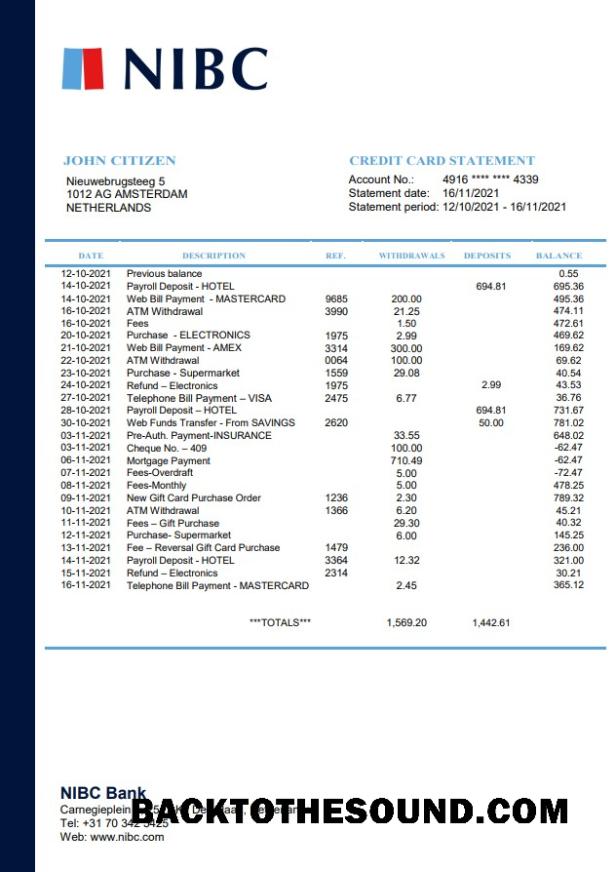 NIBC
JOHN CITIZEN
Nieuwebrugsteeg 5
1012 AG AMSTERDAM
NETHERLANDS
CREDIT CARD STATEMENT
Account No.: 4916 **** **** 4339
Statement date: 16/11/2021
Statement period: 12/10/2021 - 16/11/2021
DATE DESCRIPTION REF. WITHDRAWALS DEPOSITS BALANCE
12-10-2021 Previous balance 0.55
14-10-2021 Payroll Deposit - HOTEL 694.81 695.36
14-10-2021 Web Bill Payment - MASTERCARD 9685 200.00 495.36
16-10-2021 ATM Withdrawal 3990 21.25 474.11
16-10-2021 Fees 1.50 472.61
20-10-2021 Purchase - ELECTRONICS 1975 2.99 469.62
21-10-2021 Web Bill Payment - AMEX 3314 300.00 169.62
22-10-2021 ATM Withdrawal 0064 100.00 69.62
23-10-2021 Purchase - Supermarket 1559 29.08 40.54
24-10-2021 Refund – Electronics 1975 2.99 43.53
27-10-2021 Telephone Bill Payment – VISA 2475 6.77 36.76
28-10-2021 Payroll Deposit – HOTEL 694.81 731.67
30-10-2021 Web Funds Transfer - From SAVINGS 2620 50.00 781.02
03-11-2021 Pre-Auth. Payment-INSURANCE 33.55 648.02
03-11-2021 Cheque No. – 409 100.00 -62.47
06-11-2021 Mortgage Payment 710.49 -62.47
07-11-2021 Fees-Overdraft 5.00 -72.47
08-11-2021 Fees-Monthly 5.00 478.25
09-11-2021 New Gift Card Purchase Order 1236 2.30 789.32
10-11-2021 ATM Withdrawal 1366 6.20 45.21
11-11-2021 Fees – Gift Purchase 29.30 40.32
12-11-2021 Purchase- Supermarket 6.00 145.25
13-11-2021 Fee – Reversal Gift Card Purchase 1479 236.00
14-11-2021 Payroll Deposit - HOTEL 3364 12.32 321.00
15-11-2021 Refund – Electronics 2314 30.21
16-11-2021 Telephone Bill Payment - MASTERCARD 2.45 365.12
***TOTALS*** 1,569.20 1,442.61
NIBC Bank
Carnegieplein
BACKTOTHESOUND.COM
Tel: +31 70 342 5425
Web: www.nibc.com